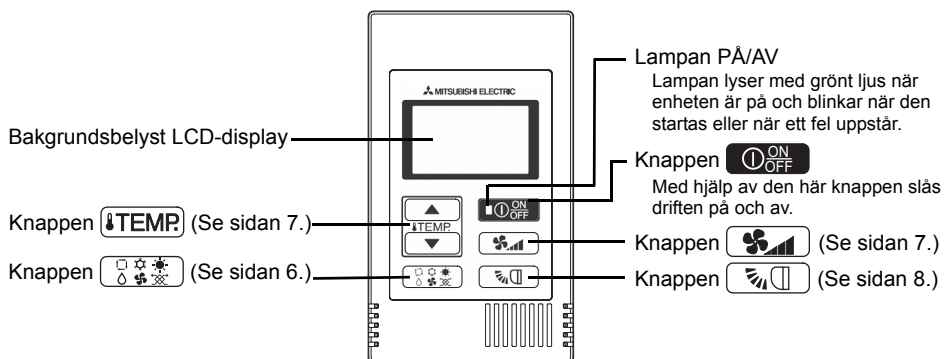 MITSUBISHI ELECTRIC
Bakgrundsbelyst LCD-display
Knappen TEMP. (Se sidan 7.)
Knappen (Se sidan 6.)
TEMP.
ON
OFF
Lampan PÅ/AV
Lampan lyser med grönt ljus när
enheten är på och blinkar när den
startas eller när ett fel uppstår.
Knappen ON
OFF
Med hjälp av den här knappen slås
driften på och av.
Knappen (Se sidan 7.)
Knappen (Se sidan 8.)